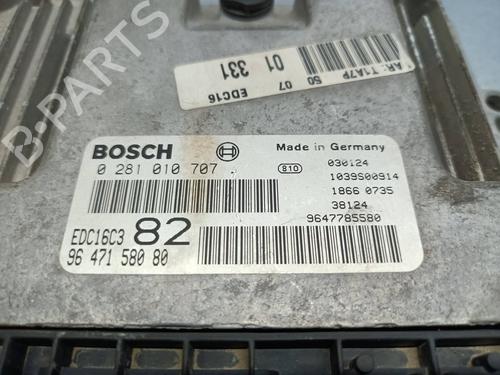 B-PARTS
AR: T1A7P
50
07
EDC16
01 331
BOSCH
Made in Germany
0 281 010 707
810
030124
1039S00914
1866 0735
38124
9647785580
EDC16C3 82
96 471 580 80